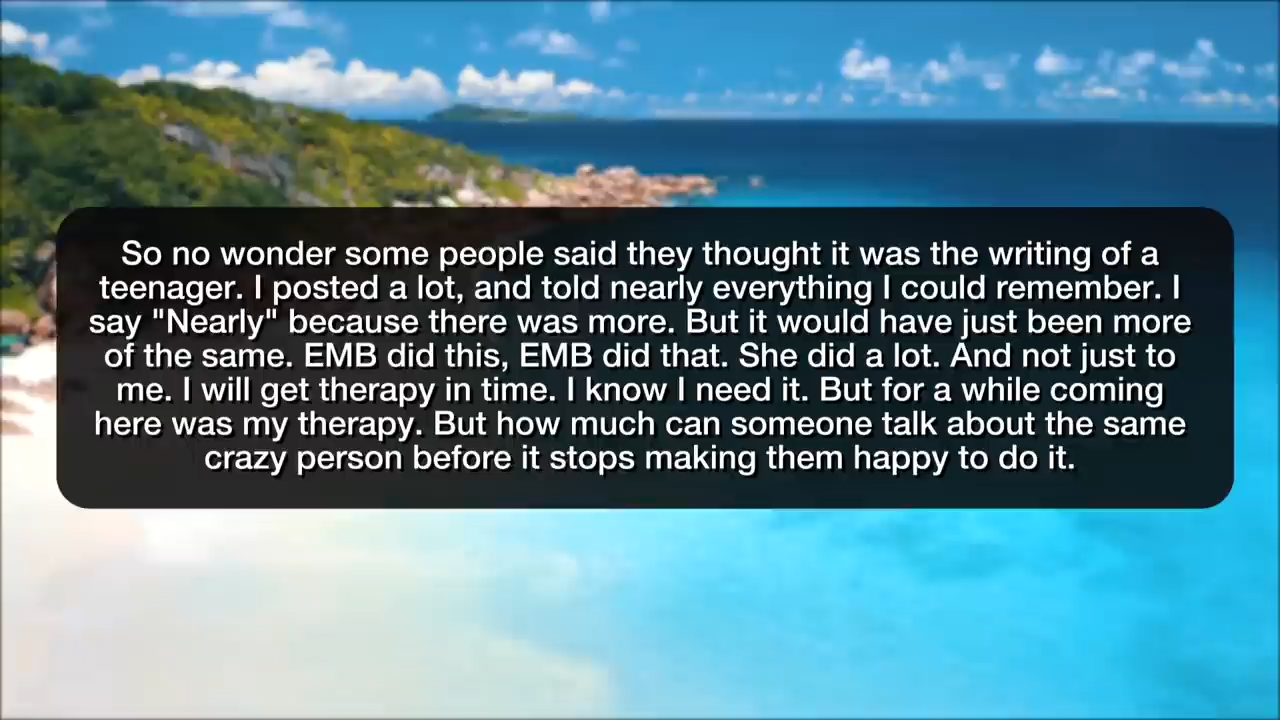 So no wonder some people said they thought it was the writing of a
teenager. I posted a lot, and told nearly everything I could remember. I
say "Nearly" because there was more. But it would have just been more
of the same. EMB did this, EMB did that. She did a lot. And not just to
me. I will get therapy in time. I know I need it. But for a while coming
here was my therapy. But how much can someone talk about the same
crazy person before it stops making them happy to do it.